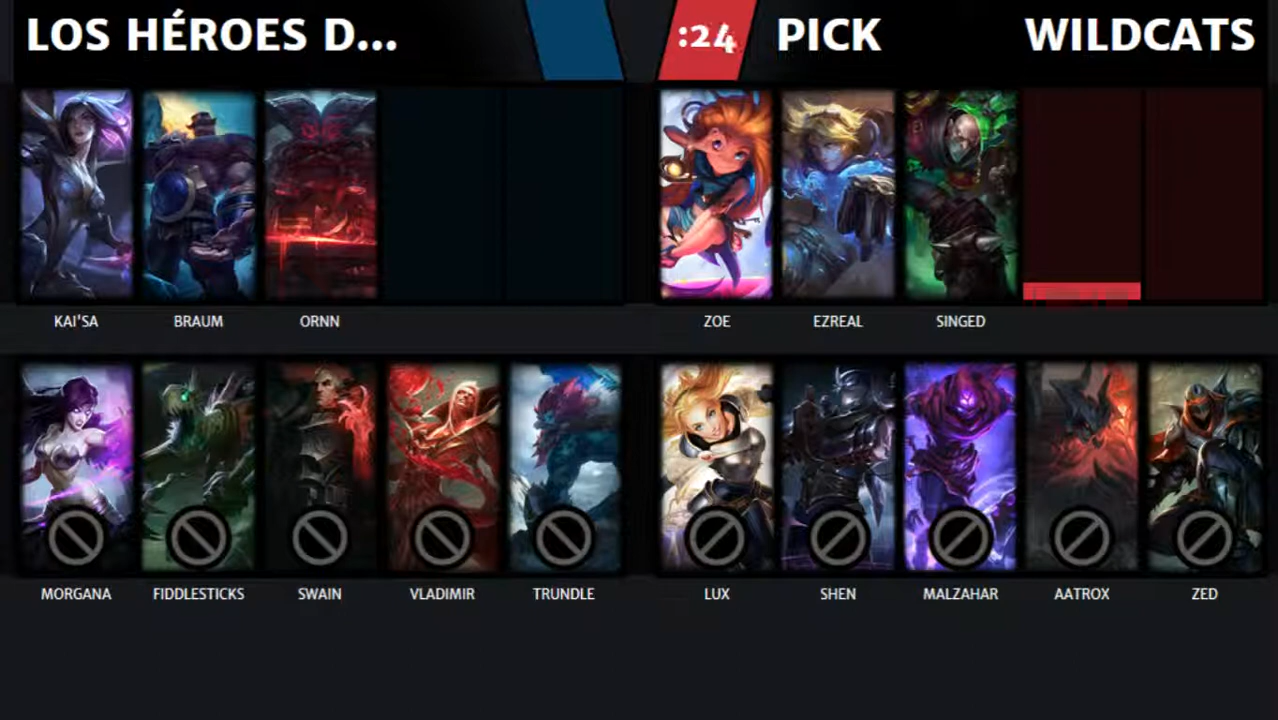 LOS HÉROES D...
:24 PICK WILDCATS
KAI'SA BRAUM ORNN
ZOE EZREAL SINGED
MORGANA FIDDLESTICKS SWAIN VLADIMIR TRUNDLE
LUX SHEN MALZAHAR AATROX ZED